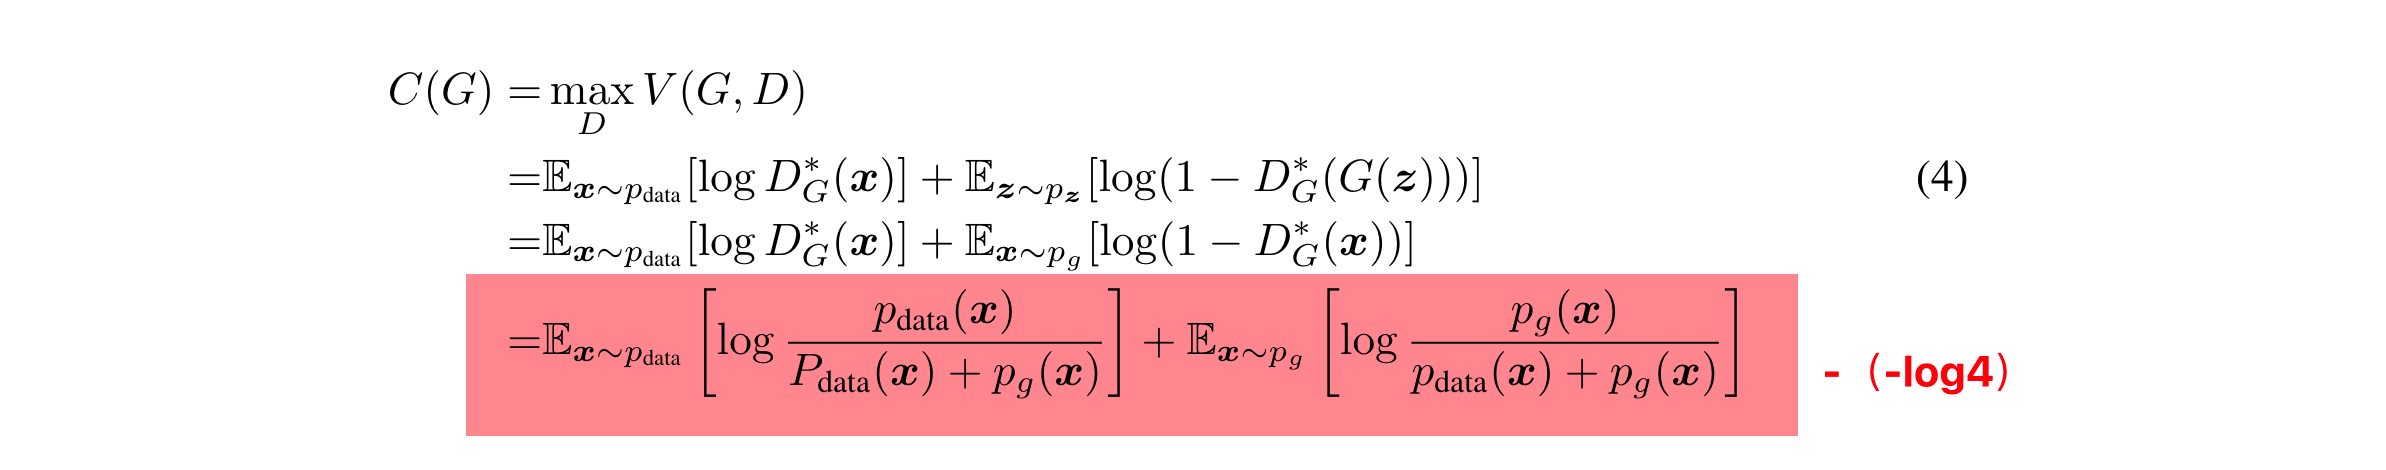 C(G) = max_D V(G, D)
=𝔼_{x∼p_data}[log D*_G(x)] + 𝔼_{z∼p_z}[log(1 − D*_G(G(z)))] (4)
=𝔼_{x∼p_data}[log D*_G(x)] + 𝔼_{x∼p_g}[log(1 − D*_G(x))]
=𝔼_{x∼p_data} [log p_data(x) / (P_data(x) + p_g(x))] + 𝔼_{x∼p_g} [log p_g(x) / (p_data(x) + p_g(x))] - (-log4)